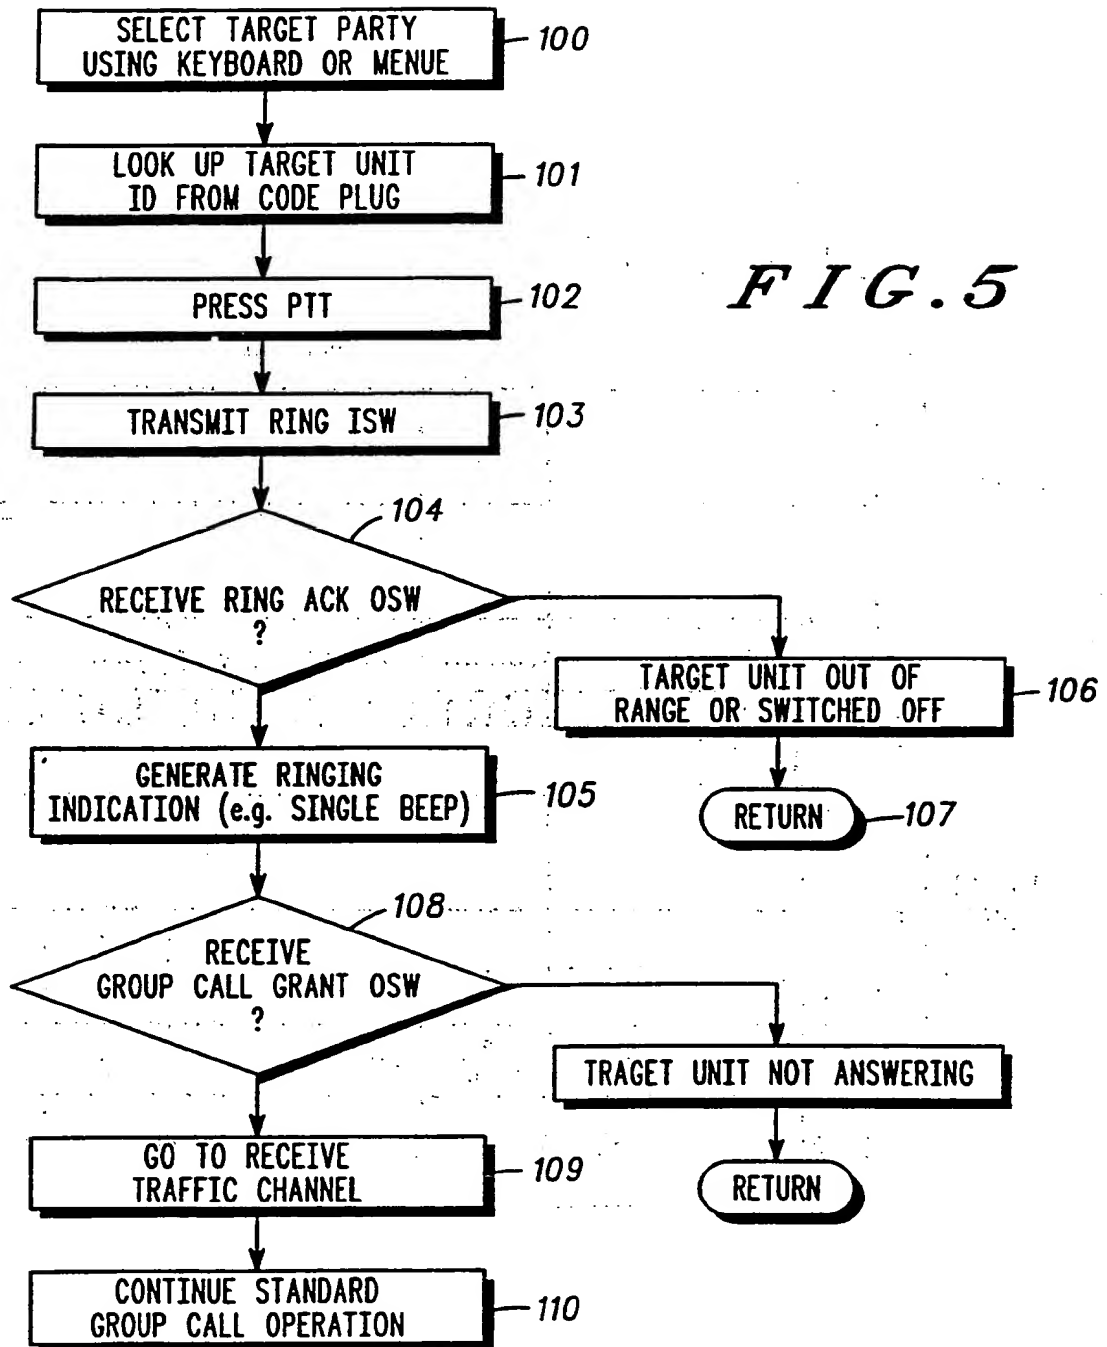 SELECT TARGET PARTY
USING KEYBOARD OR MENUE
100
LOOK UP TARGET UNIT
ID FROM CODE PLUG
101
PRESS PTT
102
FIG.5
TRANSMIT RING ISW
103
104
RECEIVE RING ACK OSW
?
TARGET UNIT OUT OF
RANGE OR SWITCHED OFF
106
GENERATE RINGING
INDICATION (e.g. SINGLE BEEP)
105
RETURN
107
108
RECEIVE
GROUP CALL GRANT OSW
?
TRAGET UNIT NOT ANSWERING
GO TO RECEIVE
TRAFFIC CHANNEL
109
RETURN
CONTINUE STANDARD
GROUP CALL OPERATION
110